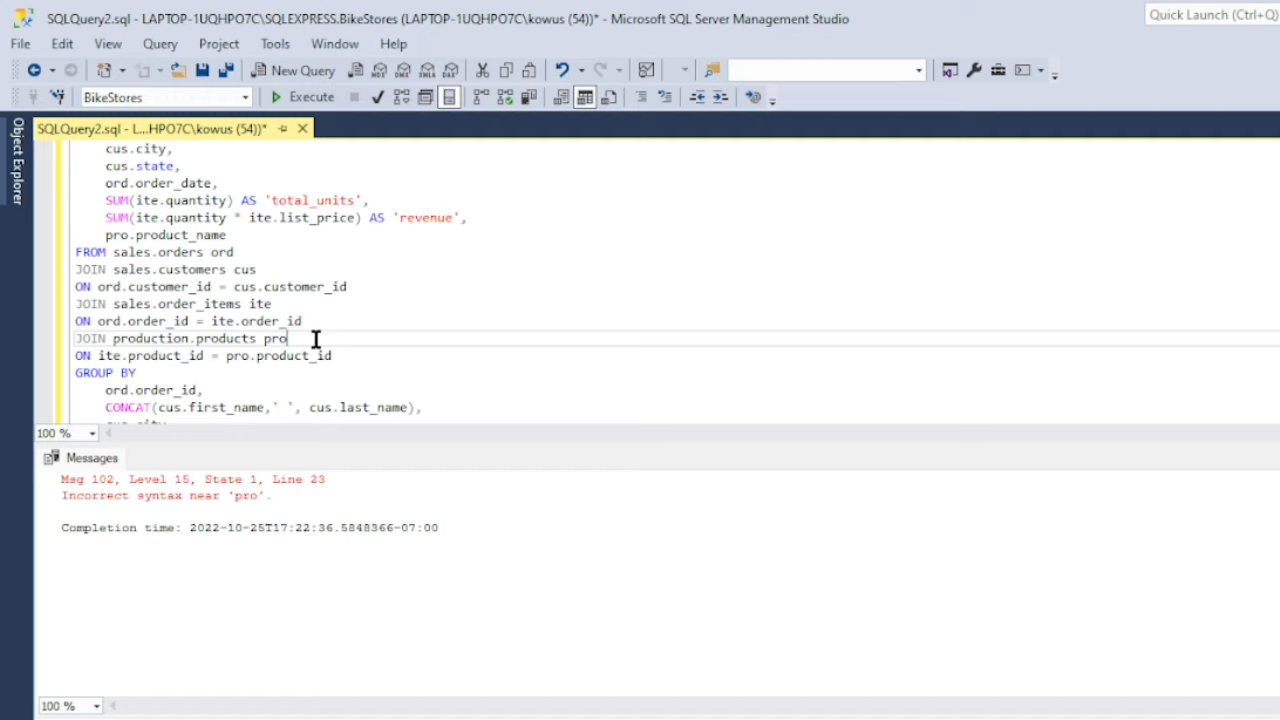 SQLQuery2.sql - LAPTOP-1UQHPO7C\SQLEXPRESS.BikeStores (LAPTOP-1UQHPO7C\kowus (54))* - Microsoft SQL Server Management Studio
Quick Launch (Ctrl+Q)
File Edit View Query Project Tools Window Help
New Query
BikeStores
Execute
SQLQuery2.sql - L...HPO7C\kowus (54))*
Object Explorer
cus.city,
cus.state,
ord.order_date,
SUM(ite.quantity) AS 'total_units',
SUM(ite.quantity * ite.list_price) AS 'revenue',
pro.product_name
FROM sales.orders ord
JOIN sales.customers cus
ON ord.customer_id = cus.customer_id
JOIN sales.order_items ite
ON ord.order_id = ite.order_id
JOIN production.products pro
ON ite.product_id = pro.product_id
GROUP BY
ord.order_id,
CONCAT(cus.first_name,' ', cus.last_name),
100 %
Messages
Msg 102, Level 15, State 1, Line 23
Incorrect syntax near 'pro'.
Completion time: 2022-10-25T17:22:36.5848366-07:00
100 %